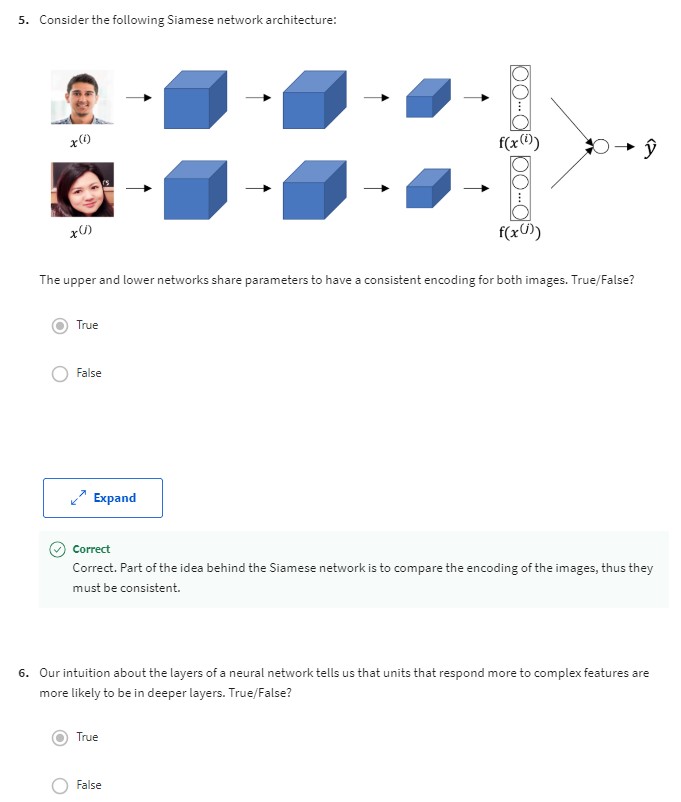 5. Consider the following Siamese network architecture:
x⁽ⁱ⁾
f(x⁽ⁱ⁾)
ŷ
x⁽ʲ⁾
f(x⁽ʲ⁾)
The upper and lower networks share parameters to have a consistent encoding for both images. True/False?
True
False
Expand
Correct
Correct. Part of the idea behind the Siamese network is to compare the encoding of the images, thus they
must be consistent.
6. Our intuition about the layers of a neural network tells us that units that respond more to complex features are
more likely to be in deeper layers. True/False?
True
False